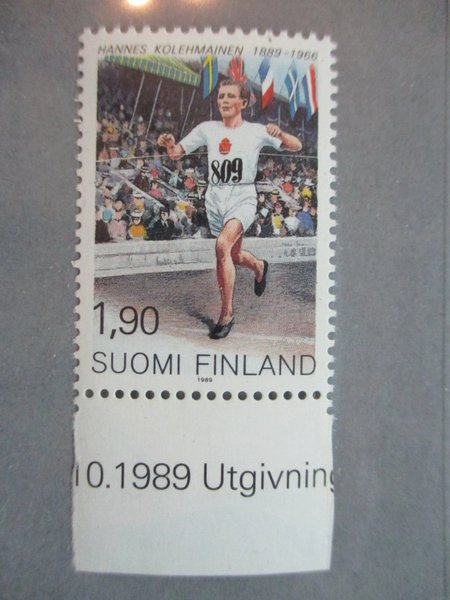 HANNES KOLEHMAINEN 1889-1966
809
1,90
SUOMI FINLAND
1989
10.1989 Utgivning